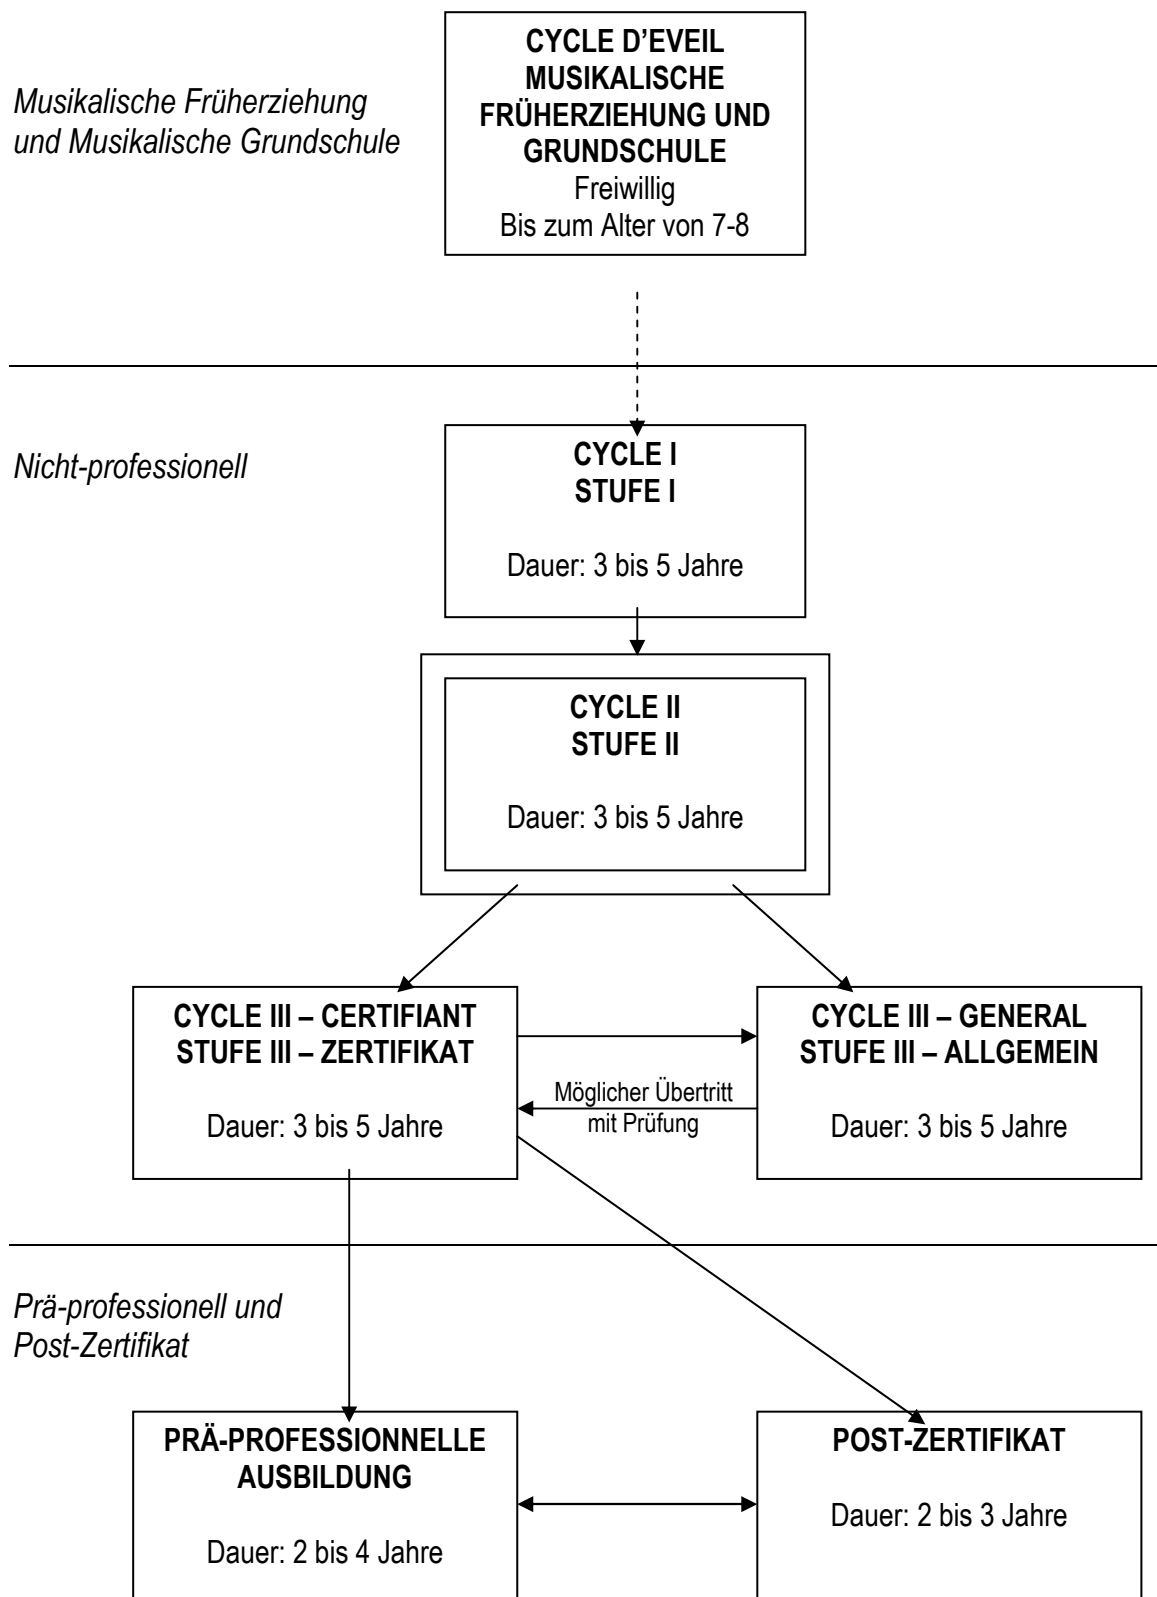 CYCLE D’EVEIL
MUSIKALISCHE
FRÜHERZIEHUNG UND
GRUNDSCHULE
Freiwillig
Bis zum Alter von 7-8
Musikalische Früherziehung
und Musikalische Grundschule
Nicht-professionell
CYCLE I
STUFE I
Dauer: 3 bis 5 Jahre
CYCLE II
STUFE II
Dauer: 3 bis 5 Jahre
CYCLE III – CERTIFIANT
STUFE III – ZERTIFIKAT
Dauer: 3 bis 5 Jahre
Möglicher Übertritt
mit Prüfung
CYCLE III – GENERAL
STUFE III – ALLGEMEIN
Dauer: 3 bis 5 Jahre
Prä-professionell und
Post-Zertifikat
PRÄ-PROFESSIONNELLE
AUSBILDUNG
Dauer: 2 bis 4 Jahre
POST-ZERTIFIKAT
Dauer: 2 bis 3 Jahre